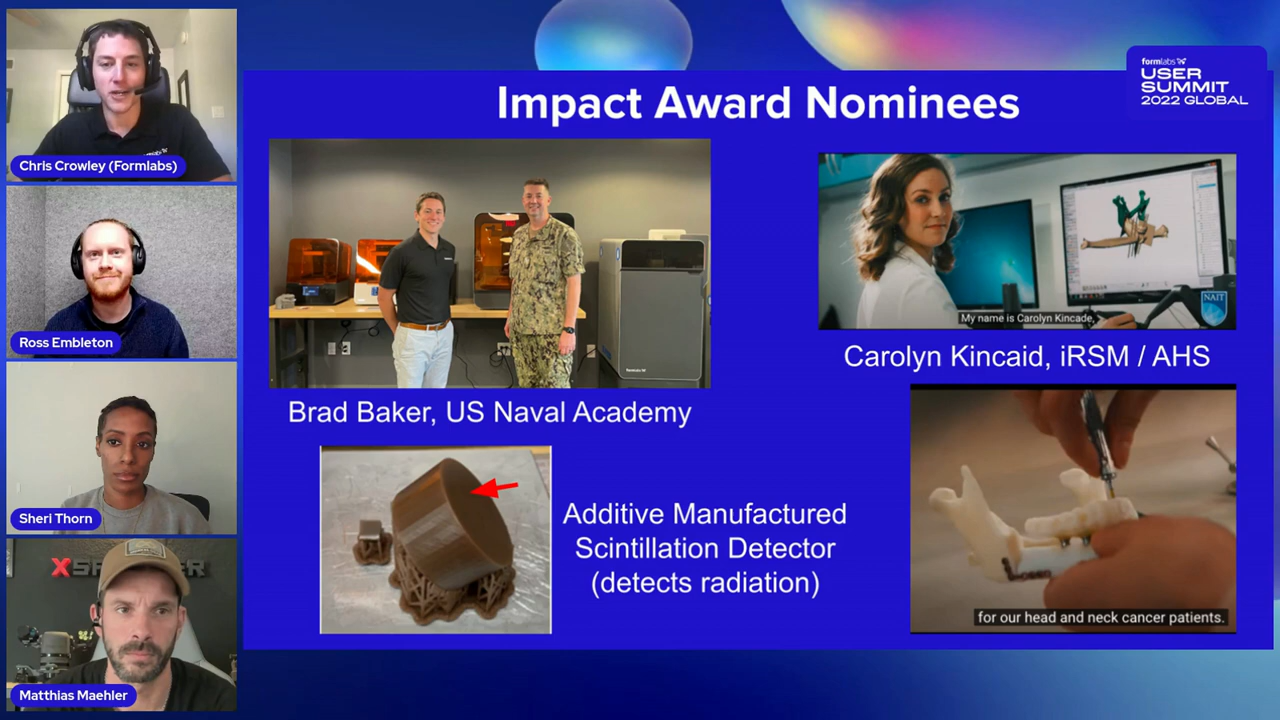 Impact Award Nominees
formlabs
USER
SUMMIT
2022 GLOBAL
Chris Crowley (Formlabs)
Ross Embleton
Sheri Thorn
Matthias Maehler
My name is Carolyn Kincade,
NAIT
Carolyn Kincaid, iRSM / AHS
Brad Baker, US Naval Academy
Additive Manufactured
Scintillation Detector
(detects radiation)
for our head and neck cancer patients.